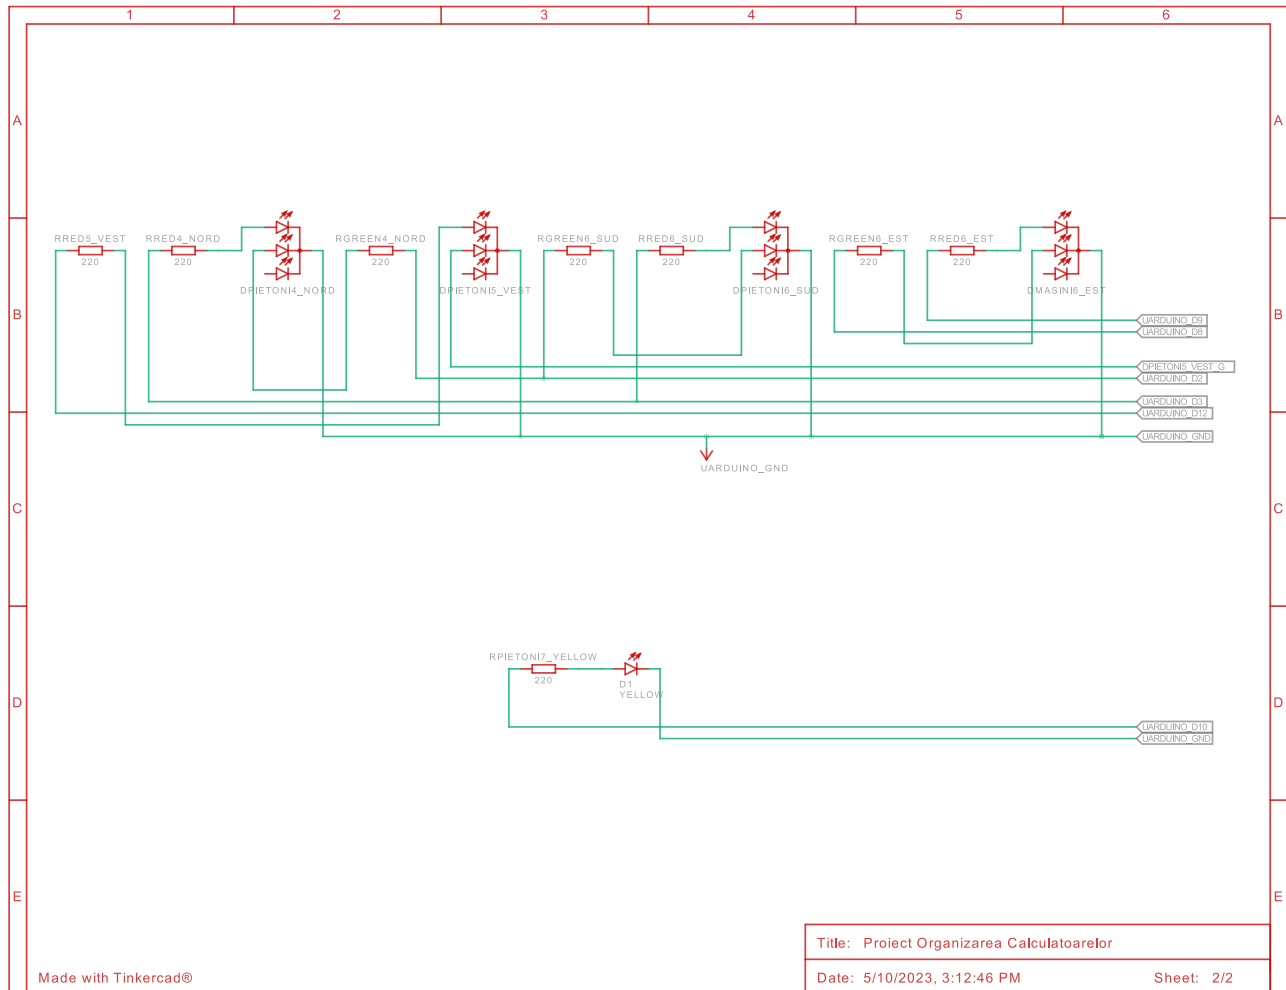 1 2 3 4 5 6
A A
RRED5_VEST RRED4_NORD RGREEN4_NORD RGREEN6_SUD RRED6_SUD RGREEN6_EST RRED6_EST
220 220 220 220 220 220 220
DPIETONI4_NORD DPIETONI5_VEST DPIETONI6_SUD DMASINI6_EST
B B
UARDUINO_D9
UARDUINO_D8
DPIETONI5_VEST_G
UARDUINO_D2
UARDUINO_D3
UARDUINO_D12
UARDUINO_GND
UARDUINO_GND
C C
RPIETONI7_YELLOW
220
D1
YELLOW
D D
UARDUINO_D10
UARDUINO_GND
E E
Title: Proiect Organizarea Calculatoarelor
Made with Tinkercad®
Date: 5/10/2023, 3:12:46 PM Sheet: 2/2